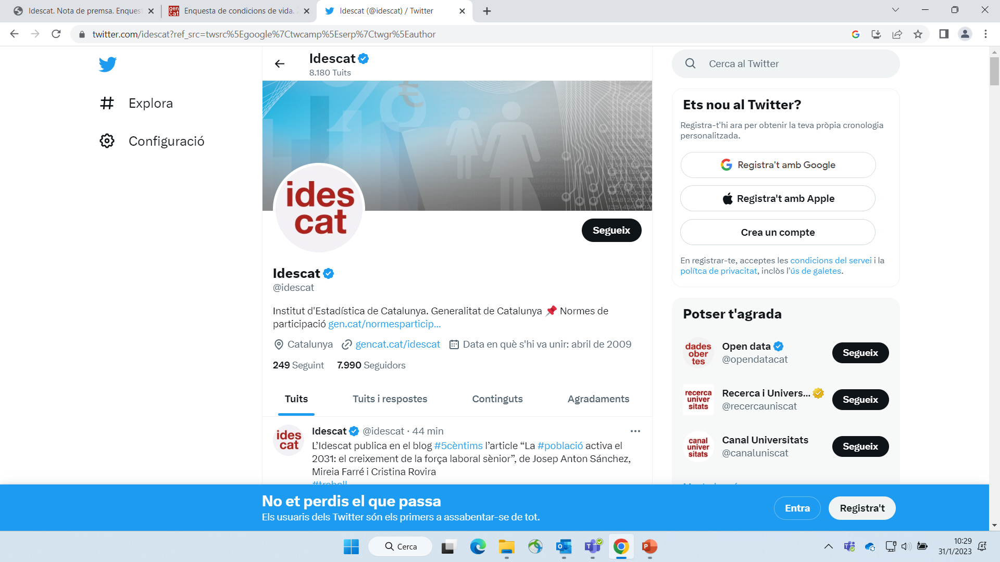 Idescat. Nota de premsa. Enques
Enquesta de condicions de vida.
Idescat (@idescat) / Twitter
twitter.com/idescat?ref_src=twsrc%5Egoogle%7Ctwcamp%5Eserp%7Ctwgr%5Eauthor
Idescat
8.180 Tuits
Explora
Configuració
ides
cat
Segueix
Idescat
@idescat
Institut d'Estadística de Catalunya. Generalitat de Catalunya 📌 Normes de
participació gen.cat/normesparticip...
Catalunya gencat.cat/idescat Data en què s'hi va unir: abril de 2009
249 Seguint 7.990 Seguidors
Tuits Tuits i respostes Continguts Agradaments
ides
cat
Idescat @idescat · 44 min
L’Idescat publica en el blog #5cèntims l’article “La #població activa el
2031: el creixement de la força laboral sènior”, de Josep Anton Sánchez,
Mireia Farré i Cristina Rovira
#treball
Cerca al Twitter
Ets nou al Twitter?
Registra-t'hi ara per obtenir la teva pròpia cronologia
personalitzada.
Registra't amb Google
Registra't amb Apple
Crea un compte
En registrar-te, acceptes les condicions del servei i la
polítca de privacitat, inclòs l'ús de galetes.
Potser t'agrada
dades
ober
tes
Open data
@opendatacat
Segueix
recerca
univer
sitats
Recerca i Univers...
@recercauniscat
Segueix
canal
univer
sitats
Canal Universitats
@canaluniscat
Segueix
No et perdis el que passa
Els usuaris dels Twitter són els primers a assabentar-se de tot.
Entra
Registra't
Cerca
10:29
31/1/2023